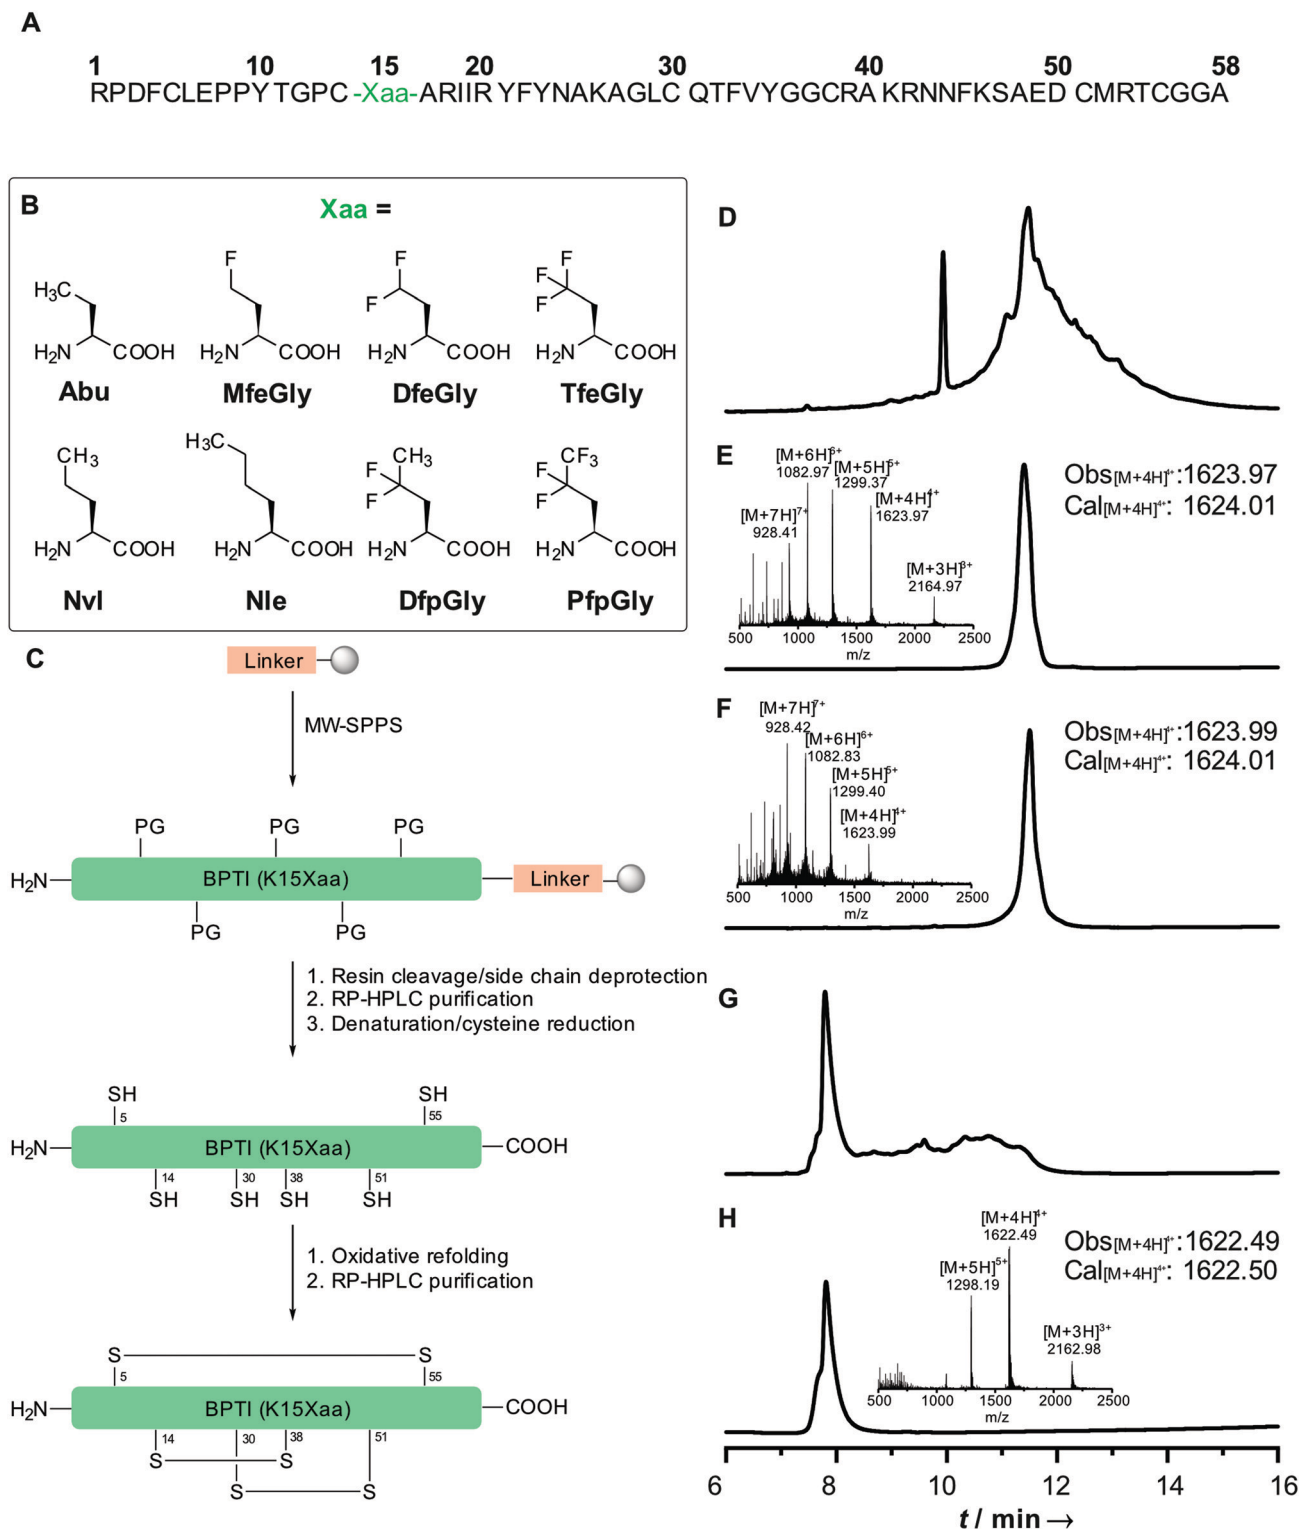 A
1 10 15 20 30 40 50 58
RPDFCLEPPYTGPC -Xaa-ARIIR YFYNAKAGLC QTFVYGGCRA KRNNFKSAED CMRTCGGA
B
Xaa =
H₃C
H₂N COOH
Abu
F
H₂N COOH
MfeGly
F
F
H₂N COOH
DfeGly
F
F
F
H₂N COOH
TfeGly
CH₃
H₂N COOH
Nvl
H₃C
H₂N COOH
Nle
F CH₃
F
H₂N COOH
DfpGly
F CF₃
F
H₂N COOH
PfpGly
C
Linker
MW-SPPS
PG PG PG
H₂N BPTI (K15Xaa) Linker
PG PG
1. Resin cleavage/side chain deprotection
2. RP-HPLC purification
3. Denaturation/cysteine reduction
SH SH
5 55
H₂N BPTI (K15Xaa) COOH
14 30 38 51
SH SH SH SH
1. Oxidative refolding
2. RP-HPLC purification
S S
5 55
H₂N BPTI (K15Xaa) COOH
14 30 38 51
S S
S S
D
E
[M+6H]⁶⁺
1082.97
[M+5H]⁵⁺
1299.37
[M+4H]⁴⁺
1623.97
[M+7H]⁷⁺
928.41
[M+3H]³⁺
2164.97
500 1000 1500 2000 2500
m/z
Obs[M+4H]⁴⁺:1623.97
Cal[M+4H]⁴⁺: 1624.01
F
[M+7H]⁷⁺
928.42
[M+6H]⁶⁺
1082.83
[M+5H]⁵⁺
1299.40
[M+4H]⁴⁺
1623.99
500 1000 1500 2000 2500
m/z
Obs[M+4H]⁴⁺:1623.99
Cal[M+4H]⁴⁺: 1624.01
G
H
[M+4H]⁴⁺
1622.49
[M+5H]⁵⁺
1298.19
[M+3H]³⁺
2162.98
500 1000 1500 2000 2500
m/z
Obs[M+4H]⁴⁺:1622.49
Cal[M+4H]⁴⁺: 1622.50
6 8 10 12 14 16
t / min →